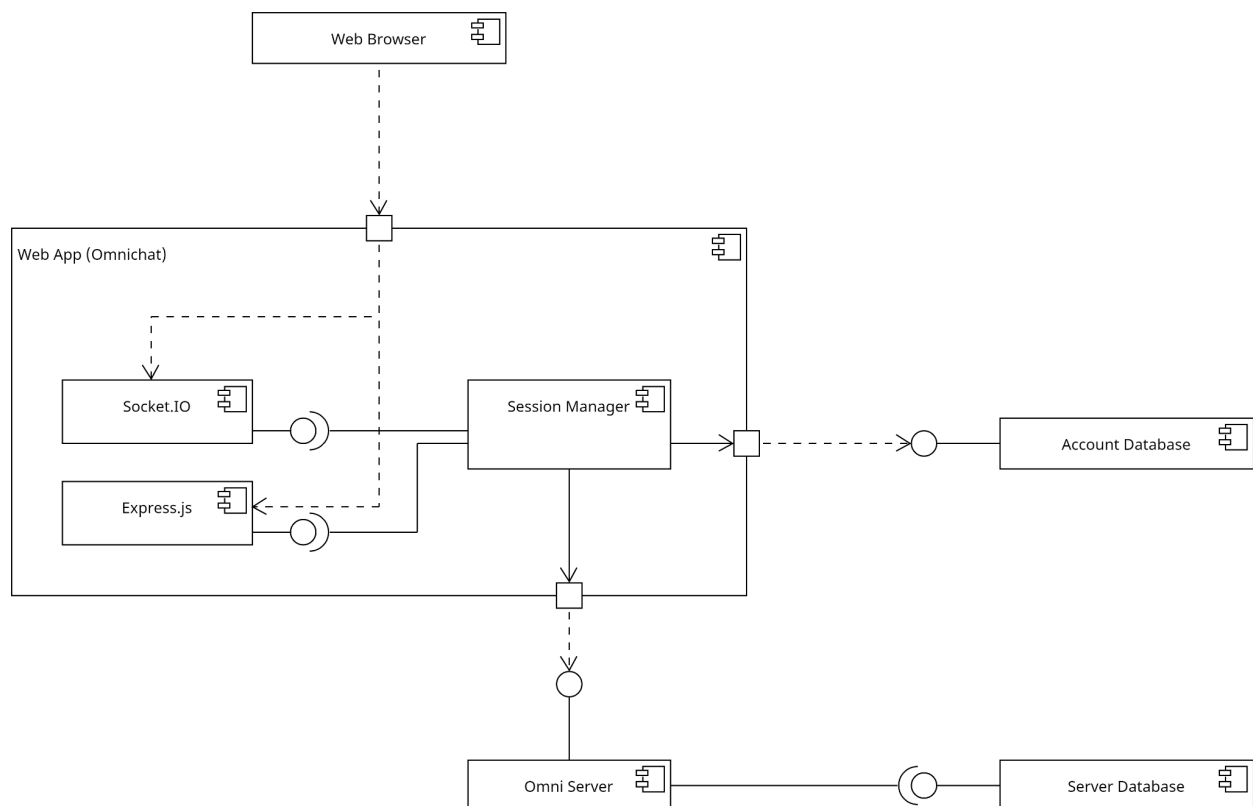 Web Browser
Web App (Omnichat)
Socket.IO
Session Manager
Account Database
Express.js
Omni Server
Server Database